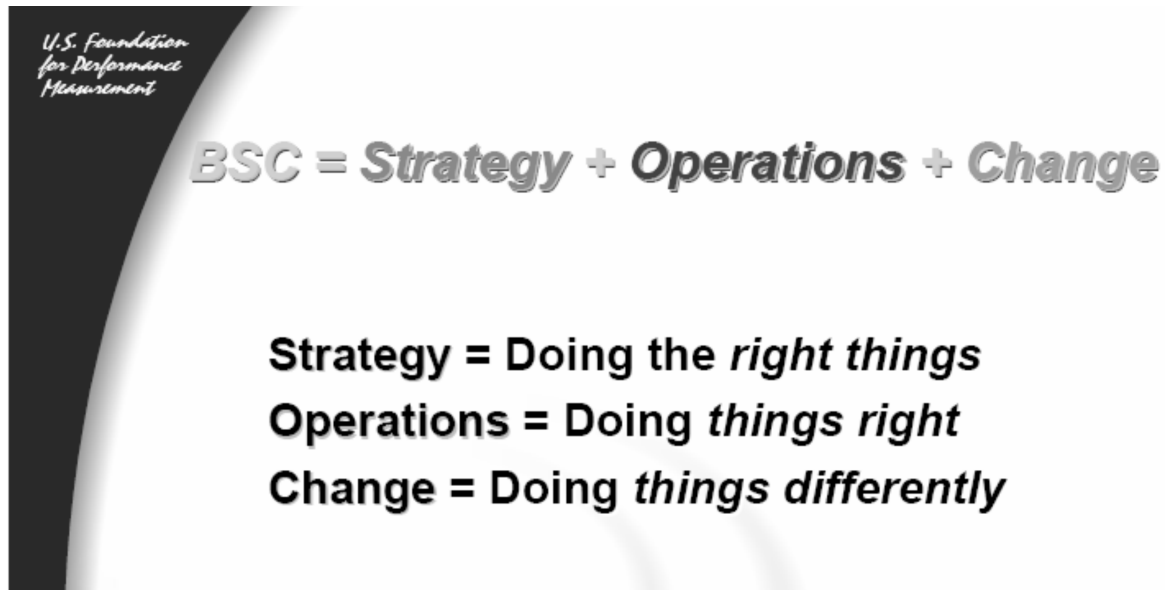 U.S. Foundation
for Performance
Measurement
BSC = Strategy + Operations + Change
Strategy = Doing the right things
Operations = Doing things right
Change = Doing things differently